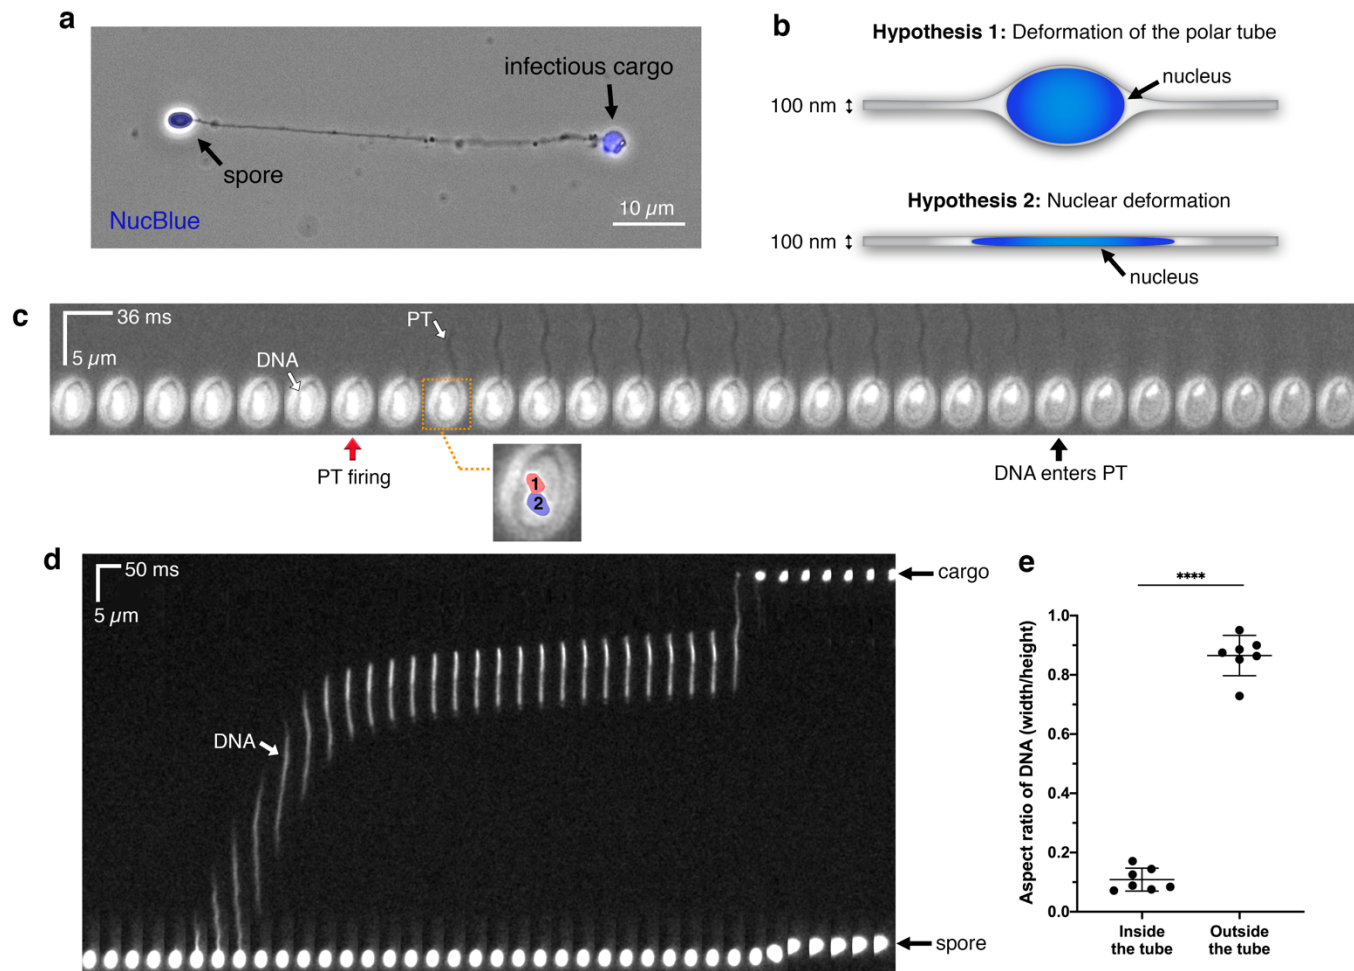 a
infectious cargo
spore
NucBlue
10 µm
b
Hypothesis 1: Deformation of the polar tube
nucleus
100 nm
Hypothesis 2: Nuclear deformation
100 nm
nucleus
c
36 ms
5 µm
PT
DNA
PT firing
DNA enters PT
1
2
d
50 ms
5 µm
cargo
DNA
spore
e
****
Aspect ratio of DNA (width/height)
1.0
0.8
0.6
0.4
0.2
0.0
Inside
the tube
Outside
the tube